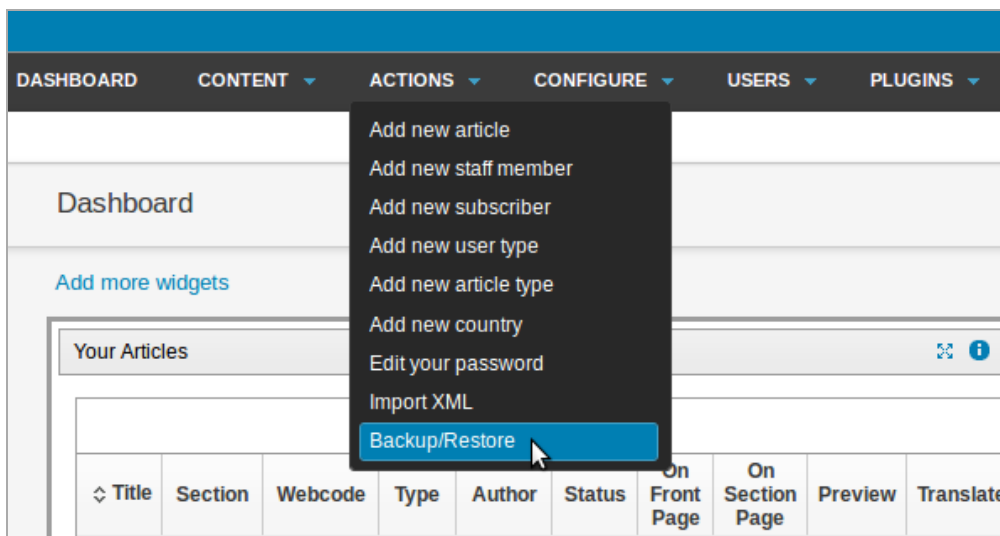 DASHBOARD CONTENT ACTIONS CONFIGURE USERS PLUGINS
Add new article
Add new staff member
Dashboard
Add new subscriber
Add new user type
Add more widgets
Add new article type
Add new country
Your Articles
Edit your password
Import XML
Backup/Restore
Title Section Webcode Type Author Status On Front Page On Section Page Preview Translate